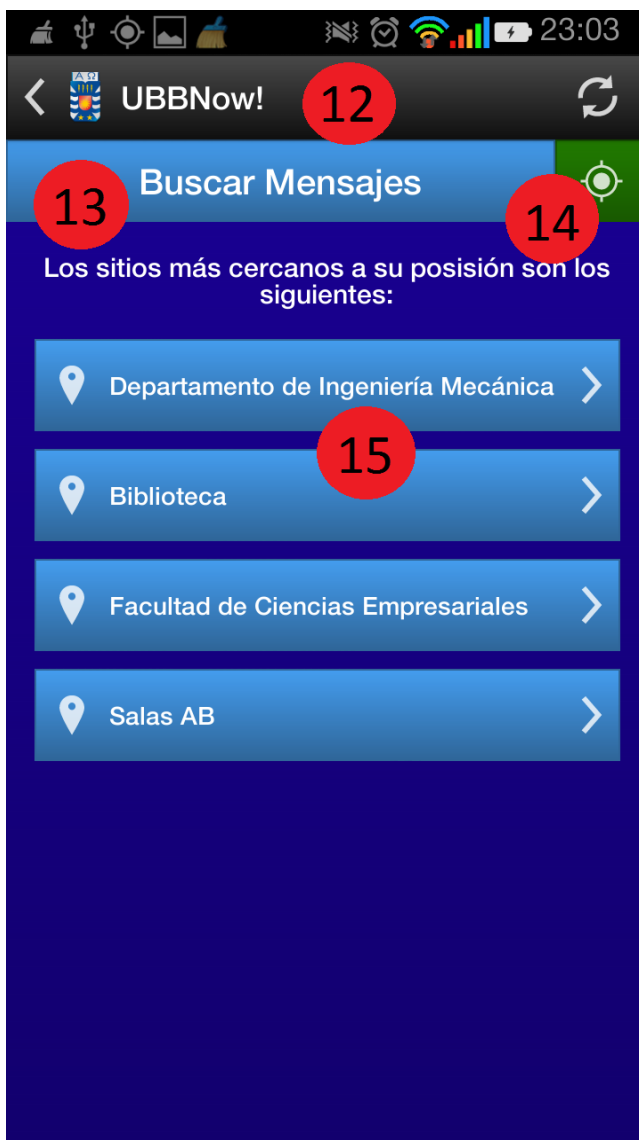 23:03
UBBNow!
12
Buscar Mensajes
13
14
Los sitios más cercanos a su posisión son los
siguientes:
Departamento de Ingeniería Mecánica
15
Biblioteca
Facultad de Ciencias Empresariales
Salas AB